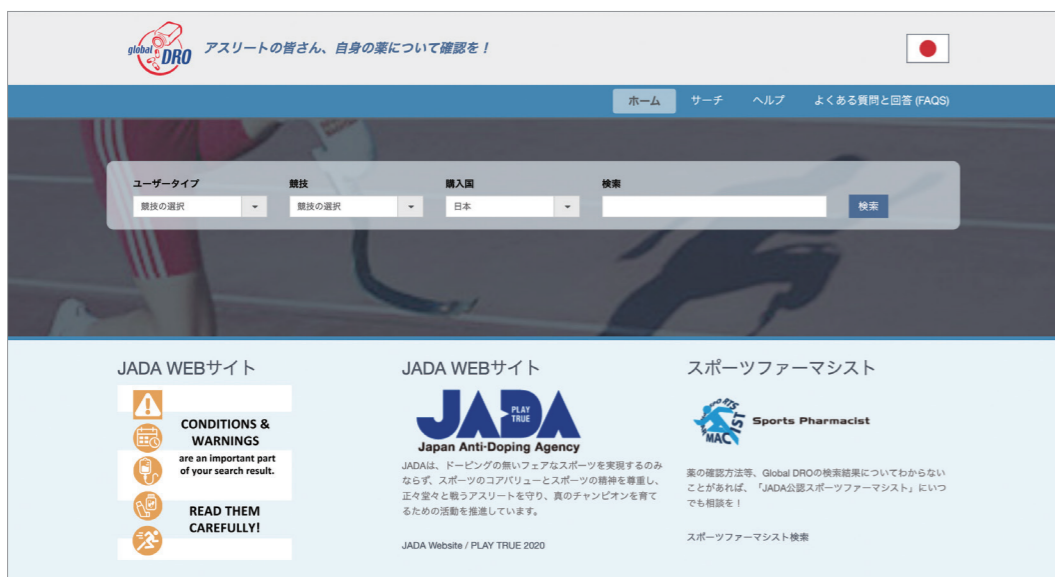 global DRO
アスリートの皆さん、自身の薬について確認を！
ホーム サーチ ヘルプ よくある質問と回答 (FAQS)
ユーザータイプ 競技 購入国 検索
競技の選択 競技の選択 日本 検索
JADA WEBサイト
CONDITIONS &
WARNINGS
are an important part
of your search result.
READ THEM
CAREFULLY!
JADA WEBサイト
JADA
PLAY
TRUE
Japan Anti-Doping Agency
JADAは、ドーピングの無いフェアなスポーツを実現するのみ
ならず、スポーツのコアバリューとスポーツの精神を尊重し、
正々堂々と戦うアスリートを守り、真のチャンピオンを育て
るための活動を推進しています。
JADA Website / PLAY TRUE 2020
スポーツファーマシスト
SPORTS
MACIST
Sports Pharmacist
薬の確認方法等、Global DROの検索結果についてわからない
ことがあれば、「JADA公認スポーツファーマシスト」にいつ
でも相談を！
スポーツファーマシスト検索